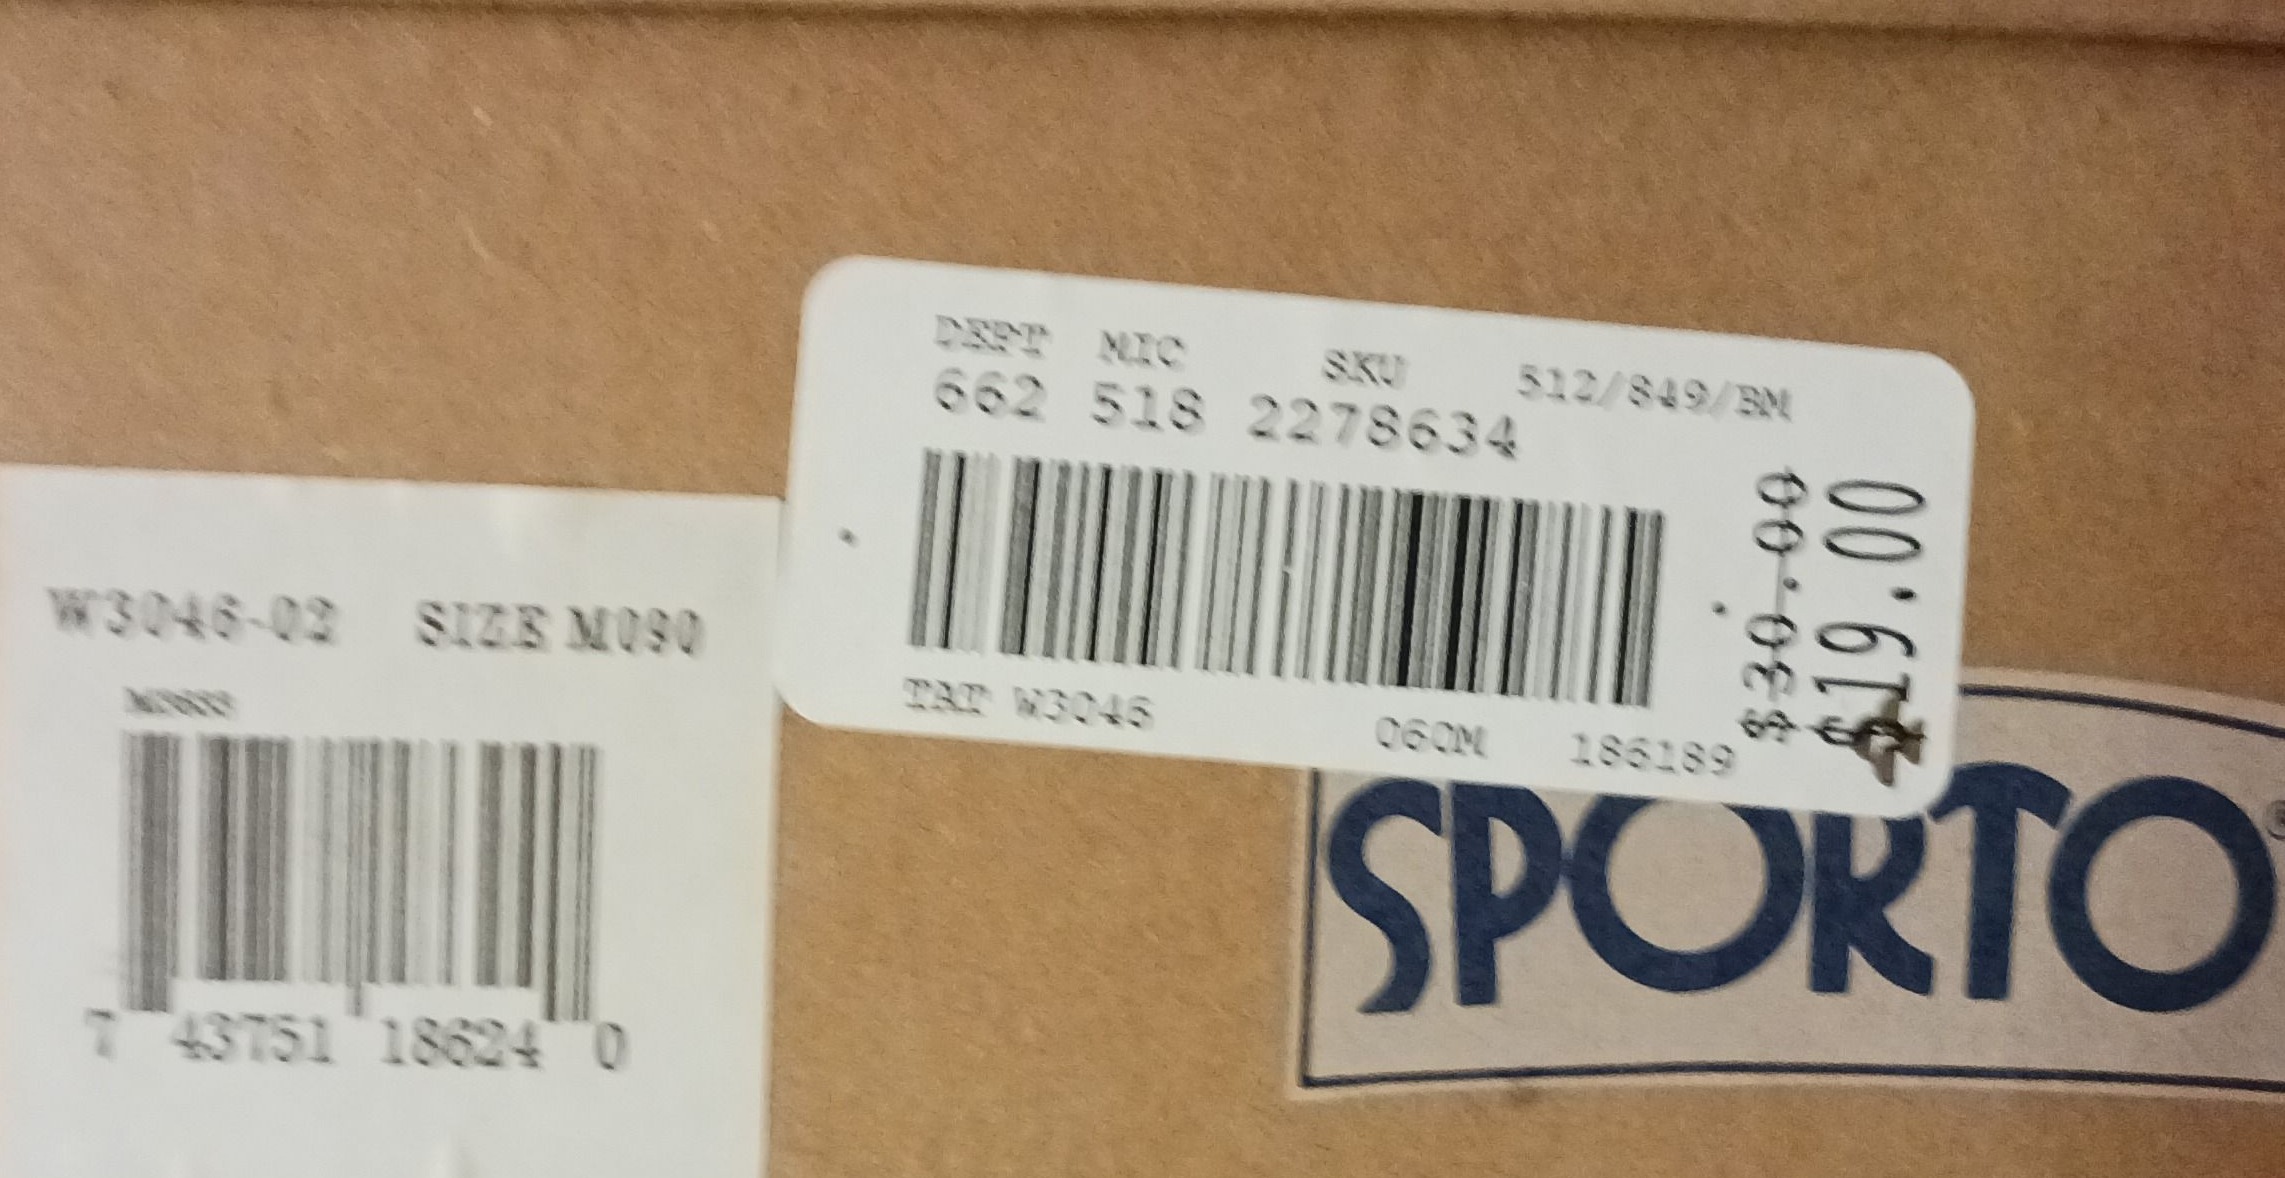 DEPT MIC SKU 512/849/BM
662 518 2278634
TAT W3046 060M 186189
$30.00
$19.00
W3046-02 SIZE M090
7 43751 18624 0
SPORTO®